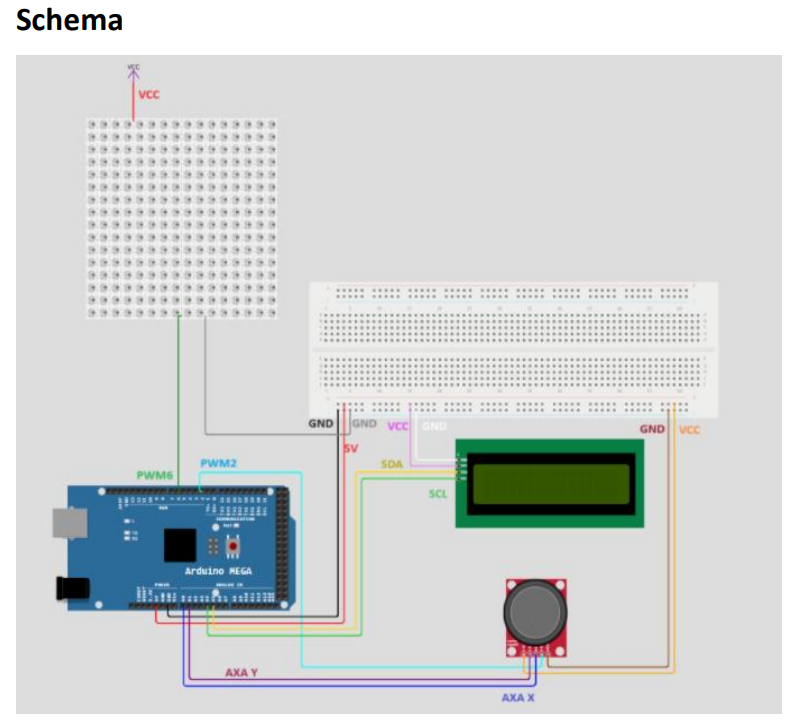 Schema
VCC
VCC
GND
GND
VCC
GND
GND
VCC
5V
PWM2
SDA
PWM6
SCL
Arduino MEGA
AXA Y
AXA X